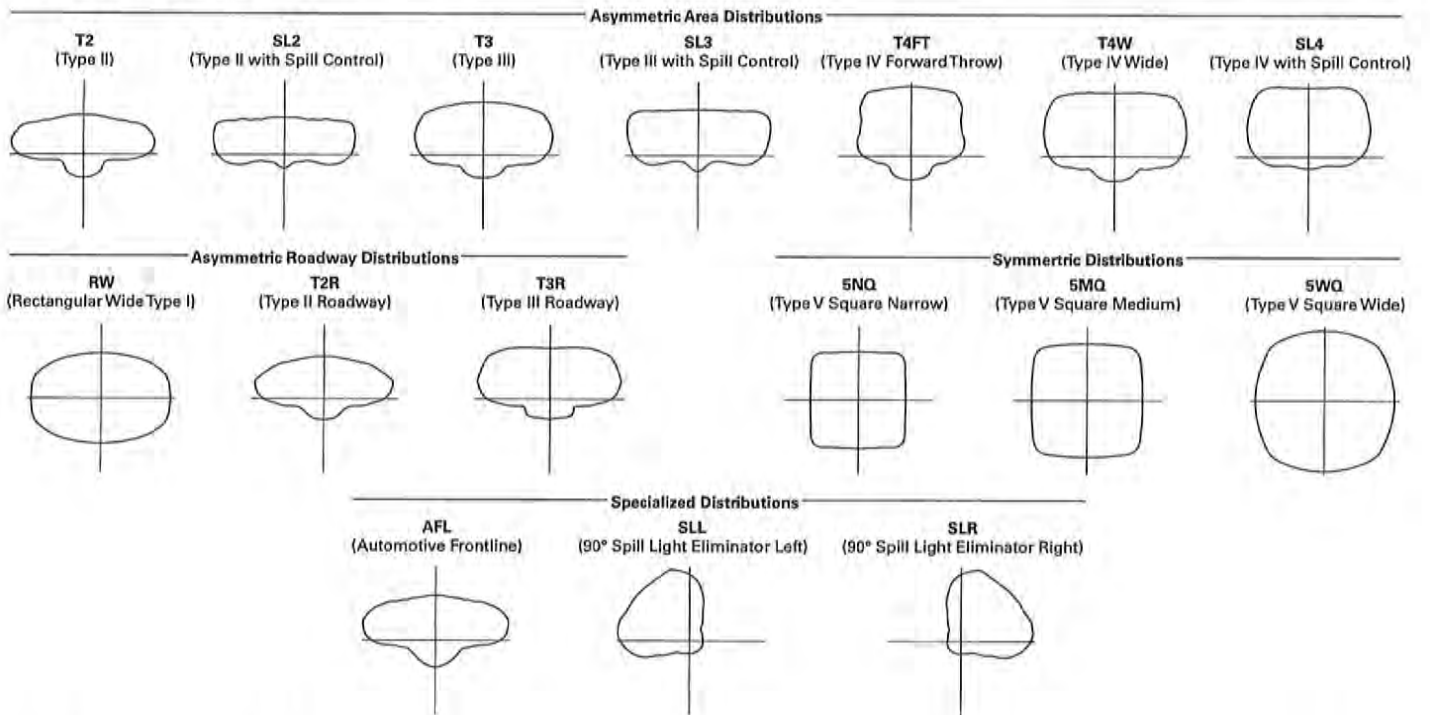 Asymmetric Area Distributions
T2
(Type II)
SL2
(Type II with Spill Control)
T3
(Type III)
SL3
(Type III with Spill Control)
T4FT
(Type IV Forward Throw)
T4W
(Type IV Wide)
SL4
(Type IV with Spill Control)
Asymmetric Roadway Distributions
RW
(Rectangular Wide Type I)
T2R
(Type II Roadway)
T3R
(Type III Roadway)
Symmertric Distributions
5NQ
(Type V Square Narrow)
5MQ
(Type V Square Medium)
5WQ
(Type V Square Wide)
Specialized Distributions
AFL
(Automotive Frontline)
SLL
(90° Spill Light Eliminator Left)
SLR
(90° Spill Light Eliminator Right)